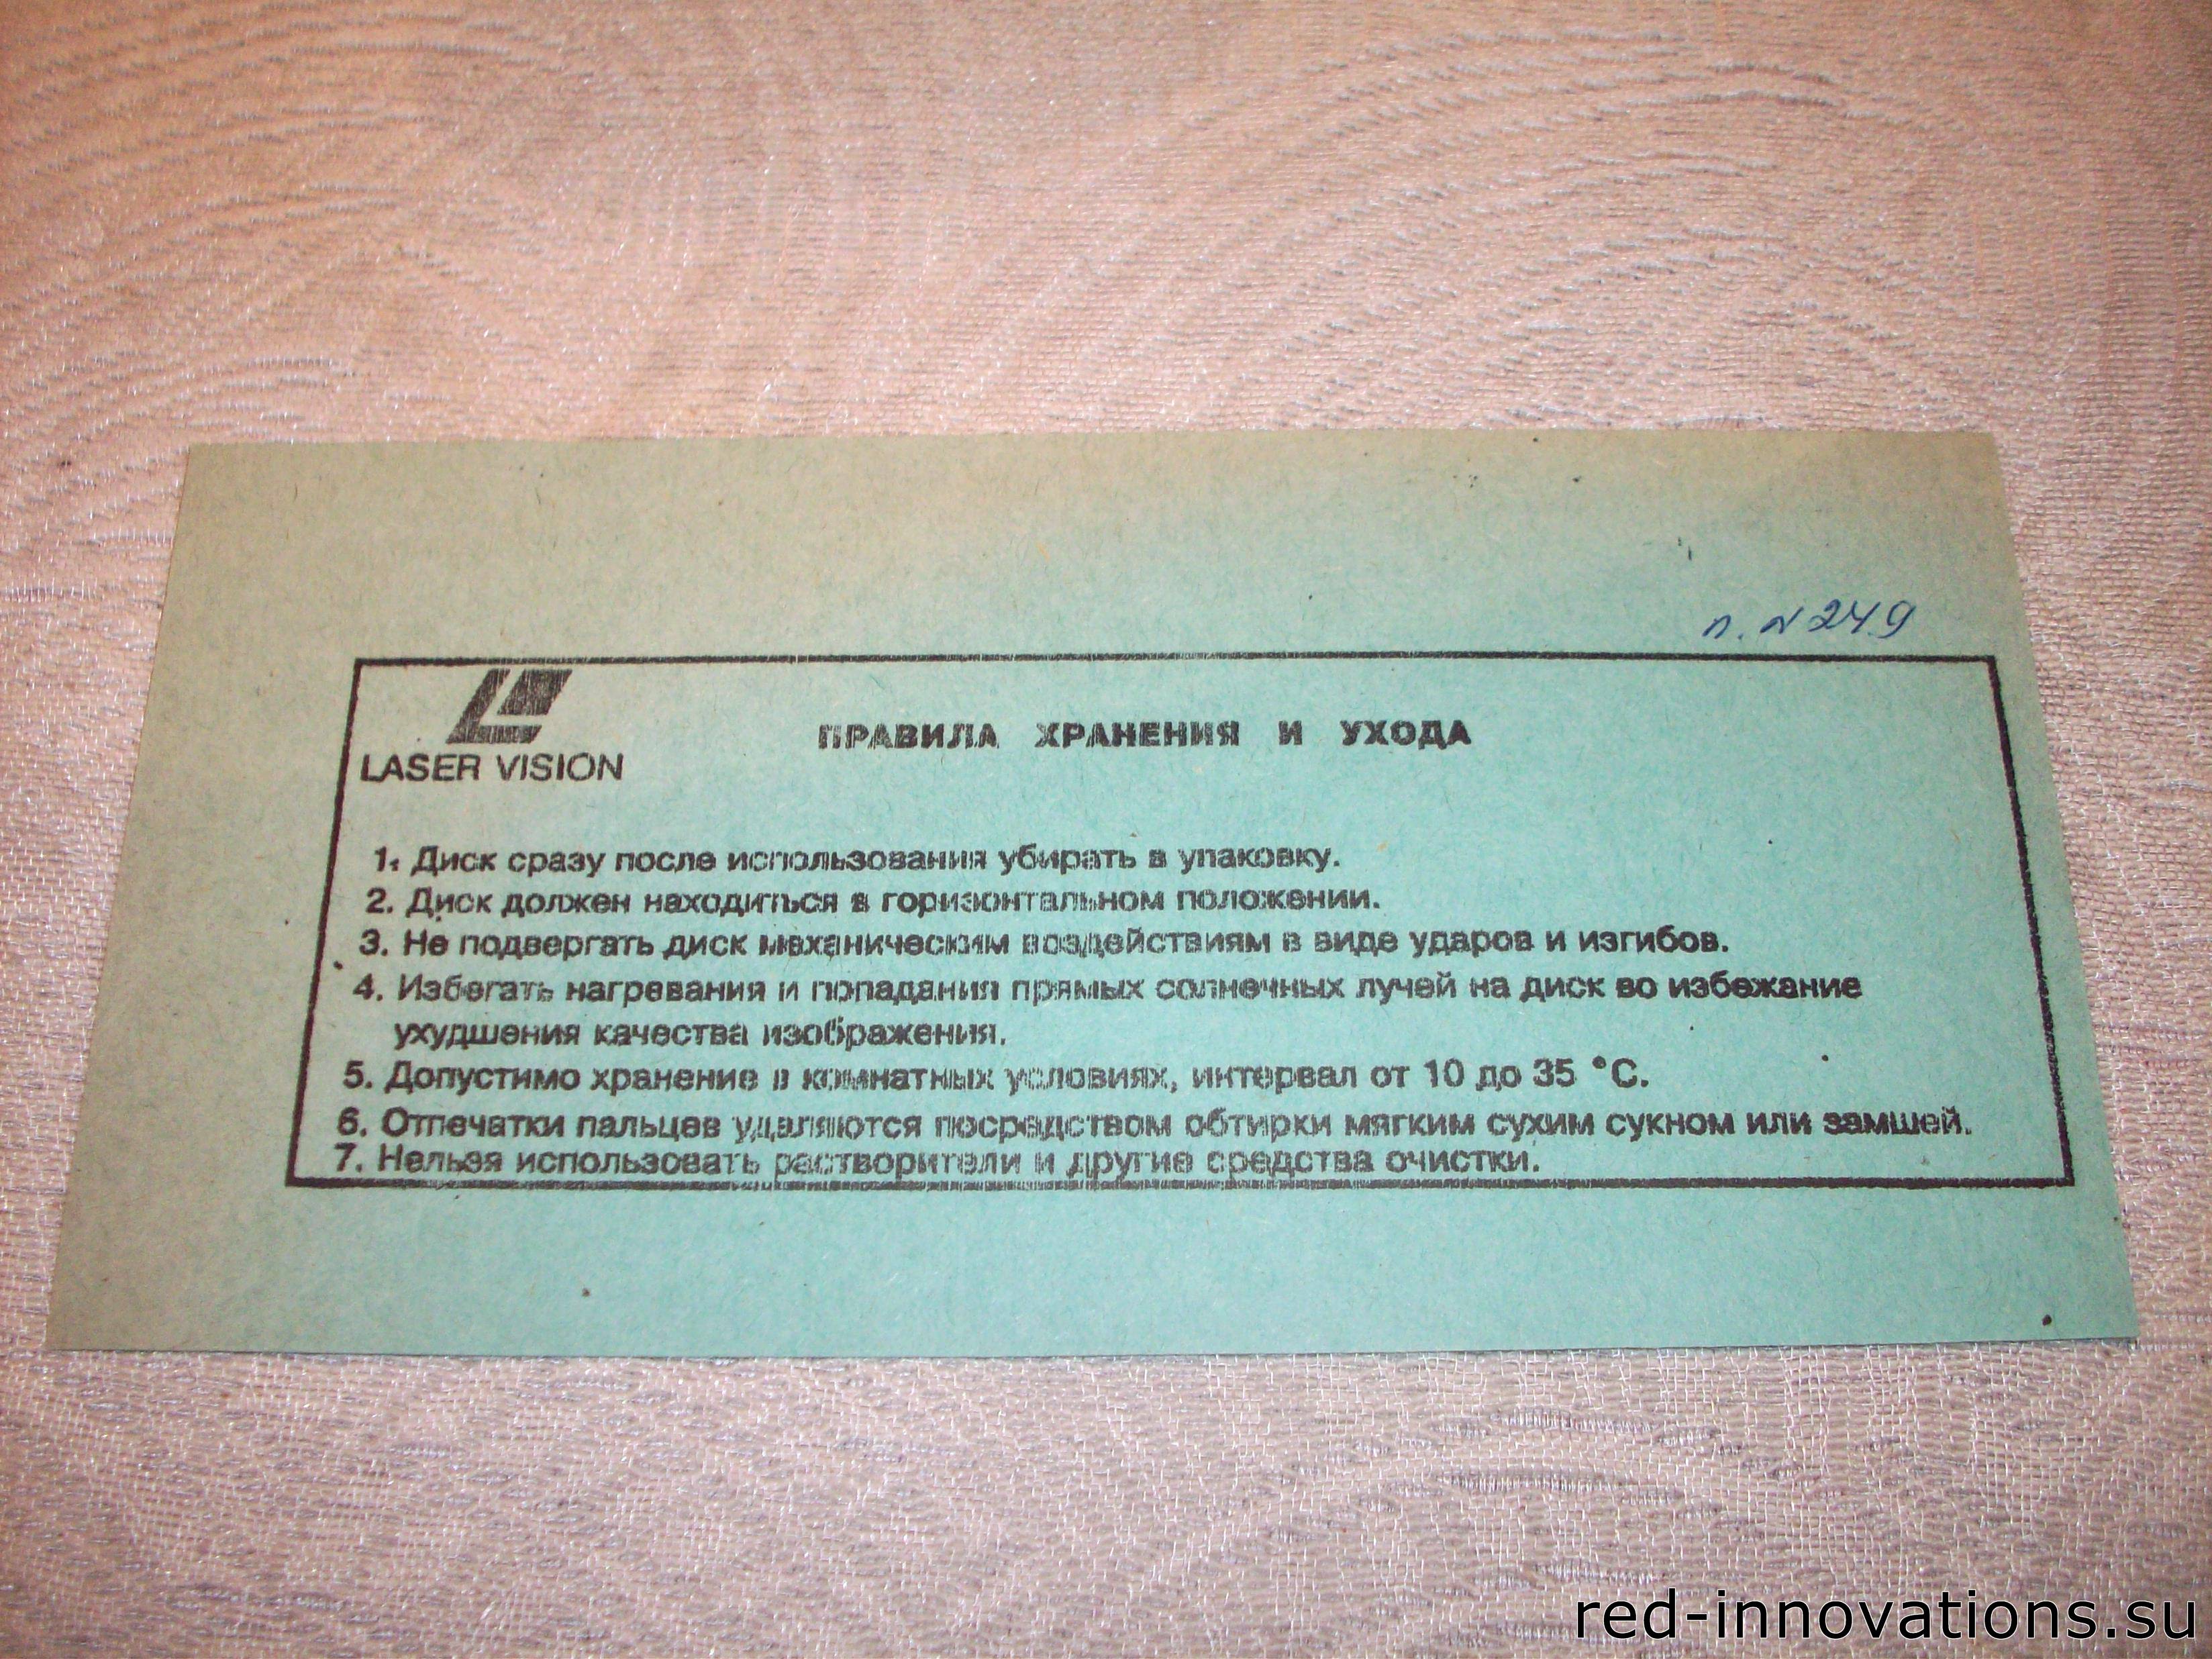 п. N 249
LASER VISION
ПРАВИЛА ХРАНЕНИЯ И УХОДА
1. Диск сразу после использования убирать в упаковку.
2. Диск должен находиться в горизонтальном положении.
3. Не подвергать диск механическим воздействиям в виде ударов и изгибов.
4. Избегать нагревания и попадания прямых солнечных лучей на диск во избежание
ухудшения качества изображения.
5. Допустимо хранение в комнатных условиях, интервал от 10 до 35 °С.
6. Отпечатки пальцев удаляются посредством обтирки мягким сухим сукном или замшей.
7. Нельзя использовать растворители и другие средства очистки.
red-innovations.su